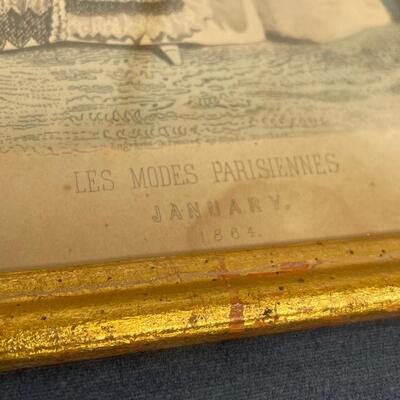 LES MODES PARISIENNES
JANUARY.
1864.